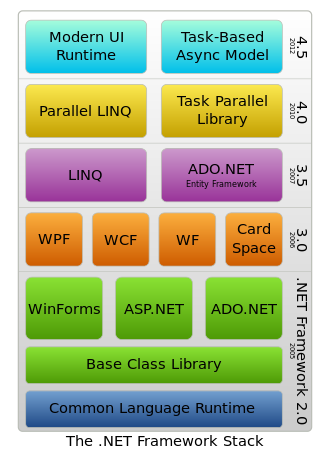 Modern UI
Runtime
Task-Based
Async Model
4.5
2012
Parallel LINQ
Task Parallel
Library
4.0
2010
LINQ
ADO.NET
Entity Framework
3.5
2007
WPF
WCF
WF
Card
Space
3.0
2006
WinForms
ASP.NET
ADO.NET
Base Class Library
Common Language Runtime
.NET Framework 2.0
2005
The .NET Framework Stack